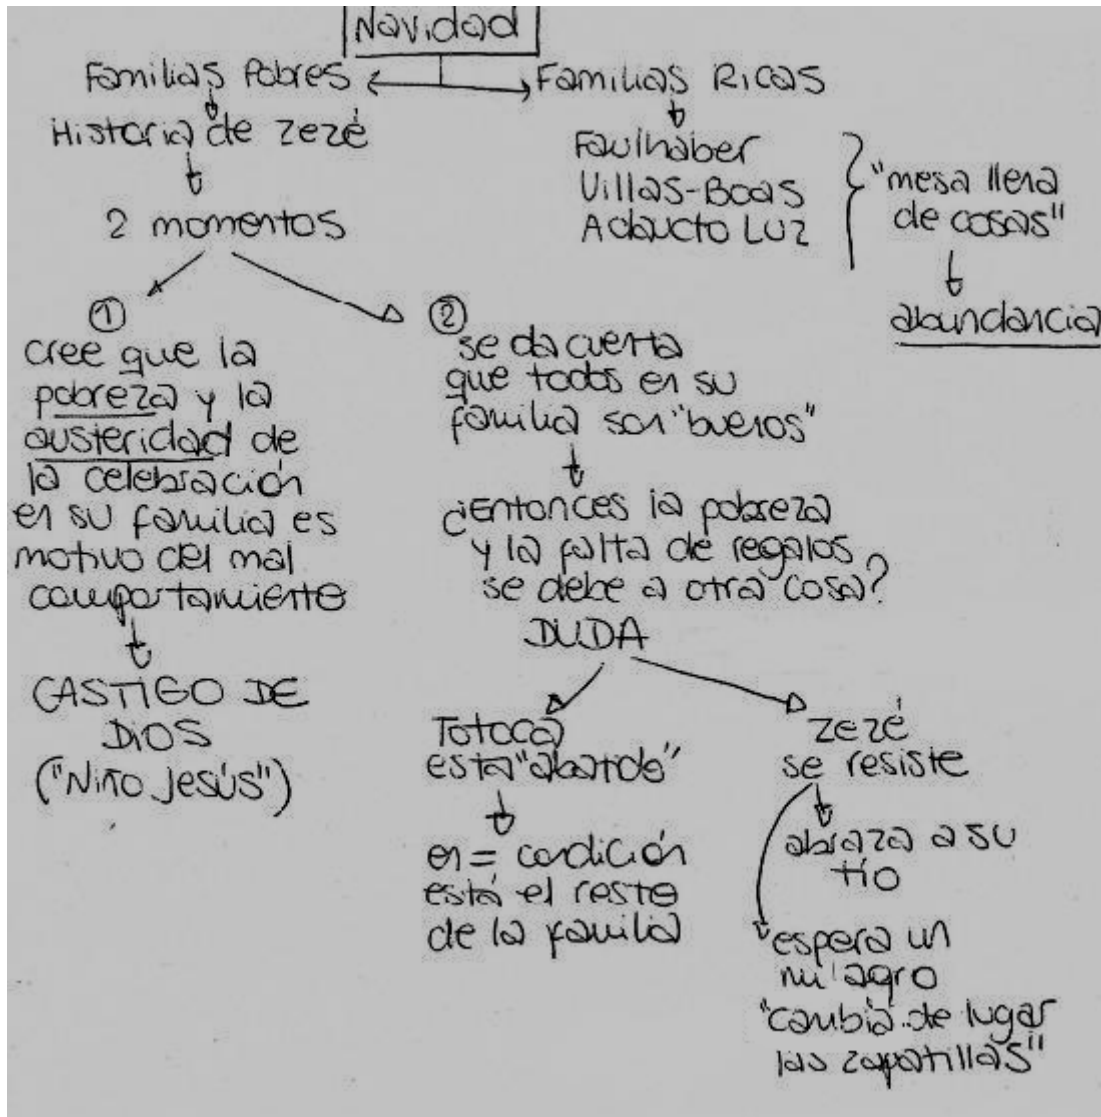 Navidad
Familias Pobres
Familias Ricas
Historia de Zezé
2 momentos
Faulhaber
Villas-Boas
Adaucto Luz
"mesa llena
de cosas"
abundancia
①
cree que la
pobreza y la
austeridad de
la celebración
en su familia es
motivo del mal
comportamiento
CASTIGO DE
DIOS
("Niño Jesús")
②
se da cuenta
que todos en su
familia son "buenos"
¿Entonces la pobreza
y la falta de regalos
se debe a otra cosa?
DUDA
Totoca
está "abatido"
en = condición
está el resto
de la familia
Zezé
se resiste
abraza a su
tío
espera un
milagro
"cambia de lugar
las zapatillas"